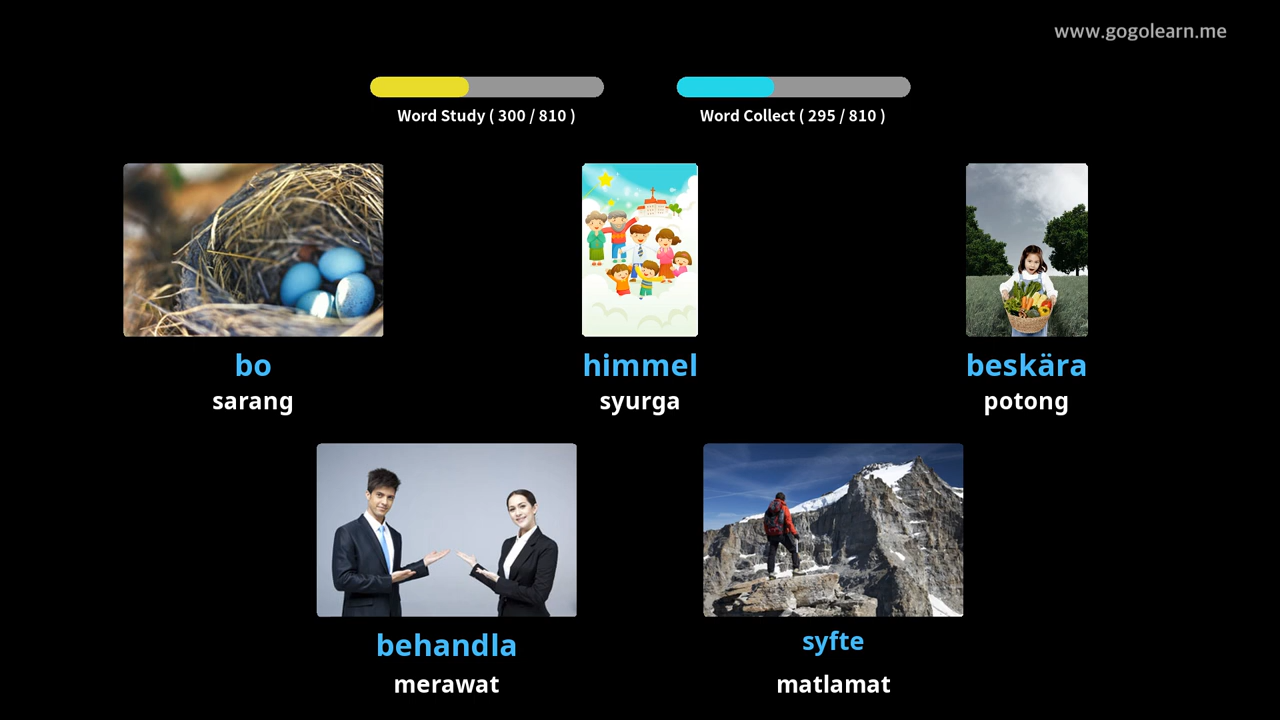 www.gogolearn.me
Word Study ( 300 / 810 )
Word Collect ( 295 / 810 )
bo
sarang
himmel
syurga
beskära
potong
behandla
merawat
syfte
matlamat